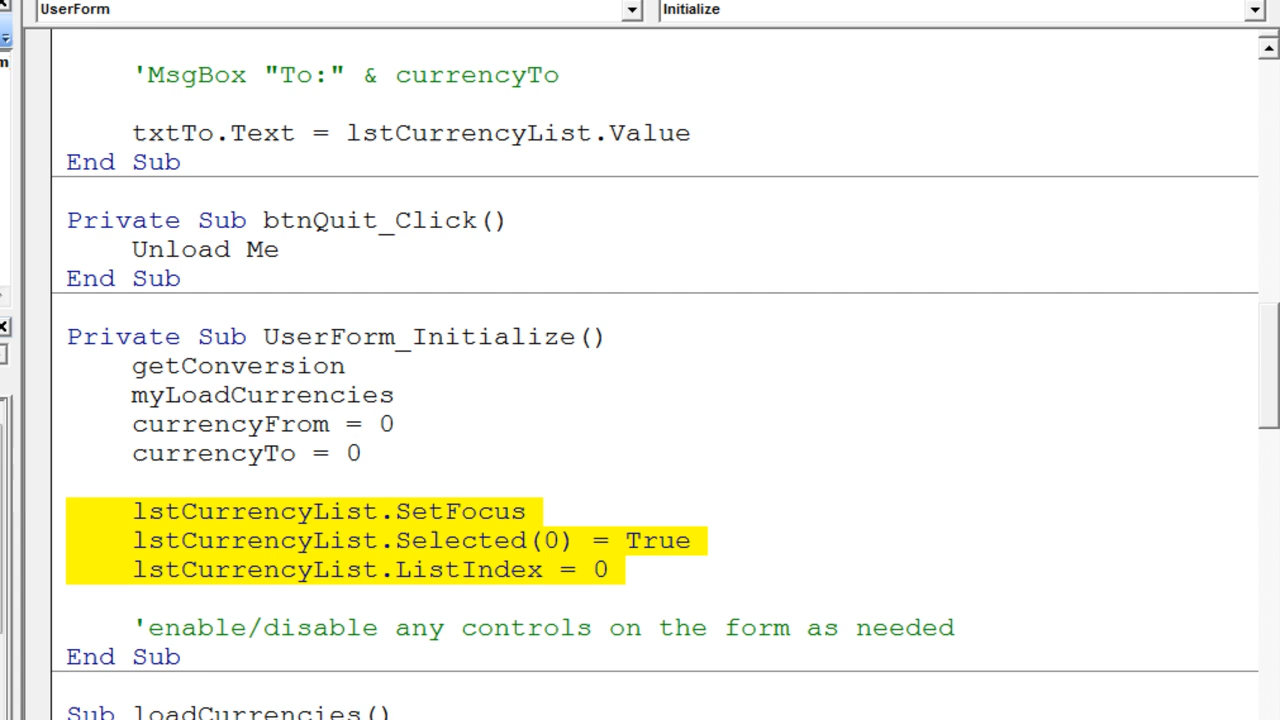 UserForm
Initialize
m
'MsgBox "To:" & currencyTo
txtTo.Text = lstCurrencyList.Value
End Sub
Private Sub btnQuit_Click()
Unload Me
End Sub
Private Sub UserForm_Initialize()
getConversion
myLoadCurrencies
currencyFrom = 0
currencyTo = 0
lstCurrencyList.SetFocus
lstCurrencyList.Selected(0) = True
lstCurrencyList.ListIndex = 0
'enable/disable any controls on the form as needed
End Sub
Sub loadCurrencies()